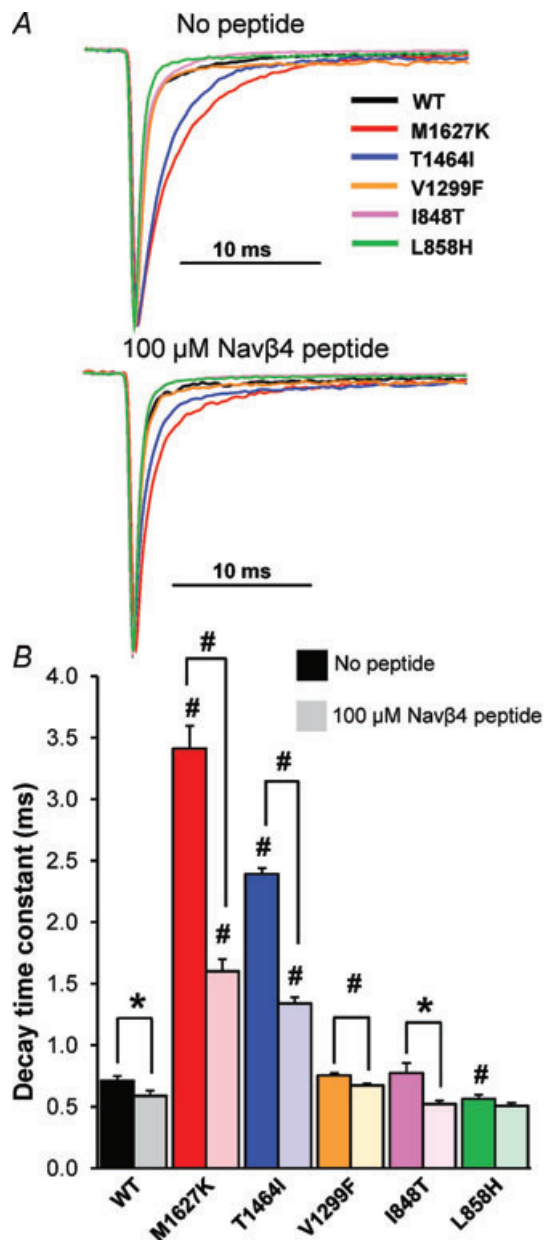 A
No peptide
WT
M1627K
T1464I
V1299F
I848T
L858H
10 ms
100 µM Navβ4 peptide
10 ms
B
No peptide
100 µM Navβ4 peptide
Decay time constant (ms)
4.0
3.5
3.0
2.5
2.0
1.5
1.0
0.5
0.0
#
#
#
#
#
#
*
#
*
#
WT
M1627K
T1464I
V1299F
I848T
L858H